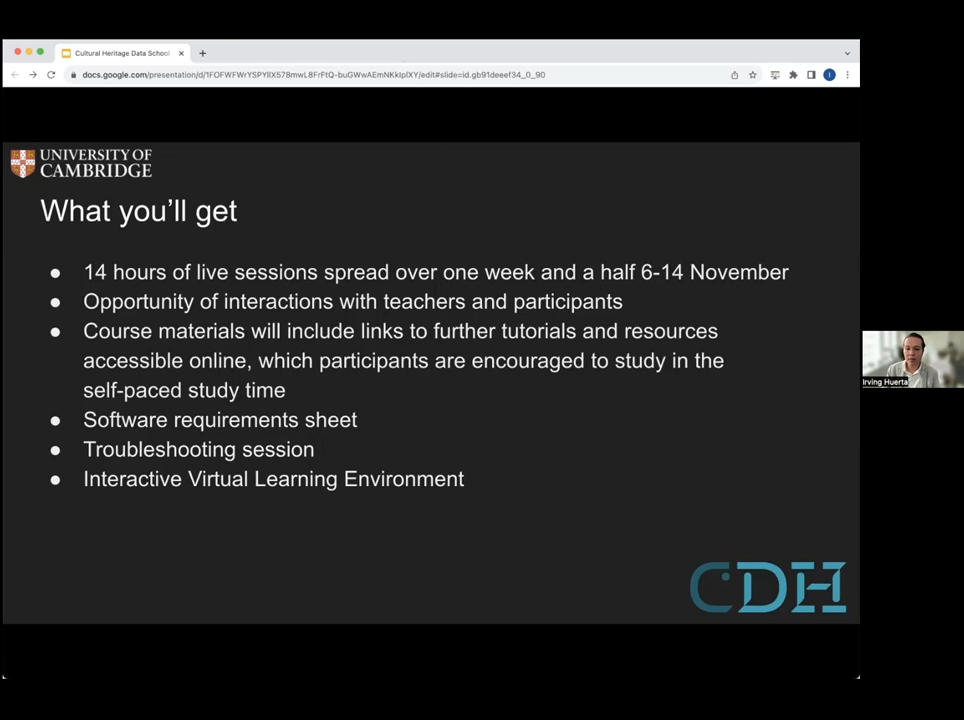 Cultural Heritage Data School
docs.google.com/presentation/d/1FOFWFWrYSPYllX578mwL8FrFtQ-buGWwAEmNKklplXY/edit#slide=id.gb91deeef34_0_90
UNIVERSITY OF
CAMBRIDGE
What you'll get
● 14 hours of live sessions spread over one week and a half 6-14 November
● Opportunity of interactions with teachers and participants
● Course materials will include links to further tutorials and resources
accessible online, which participants are encouraged to study in the
self-paced study time
● Software requirements sheet
● Troubleshooting session
● Interactive Virtual Learning Environment
Irving Huerta
CDH